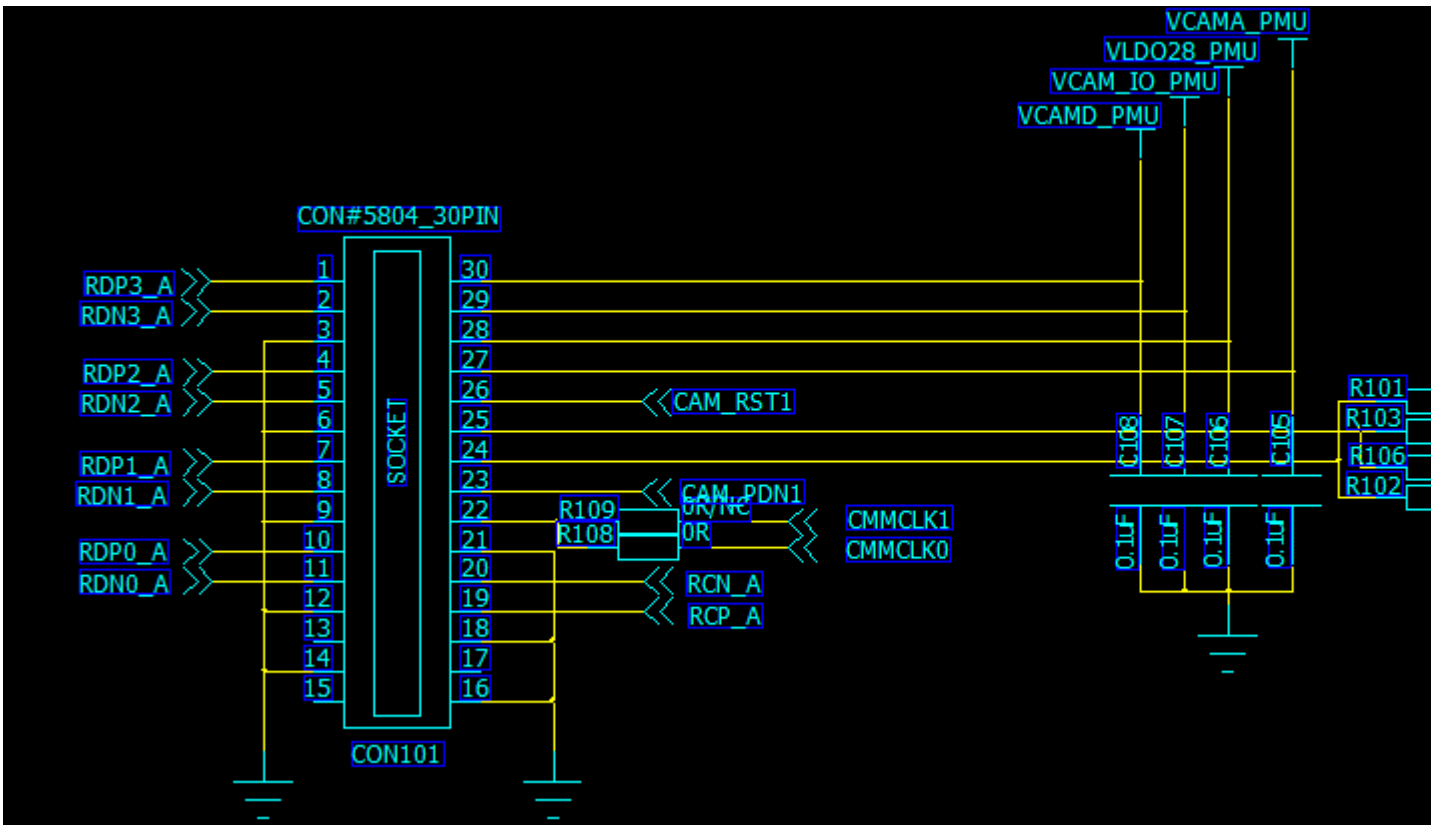 VCAMA_PMU
VLDO28_PMU
VCAM_IO_PMU
VCAMD_PMU
CON#5804_30PIN
1 30
RDP3_A
2 29
RDN3_A
3 28
4 27
RDP2_A
5 26
RDN2_A CAM_RST1
R101
6 25
R103
7 24
RDP1_A
R106
8 23
RDN1_A CAM_PDN1
R102
SOCKET
C108 C107 C106 C105
9 22
R109 0R/NC CMMCLK1
10 21
R108 0R CMMCLK0
RDP0_A
11 20
RDN0_A RCN_A
12 19
RCP_A
0.1uF 0.1uF 0.1uF 0.1uF
13 18
14 17
15 16
CON101